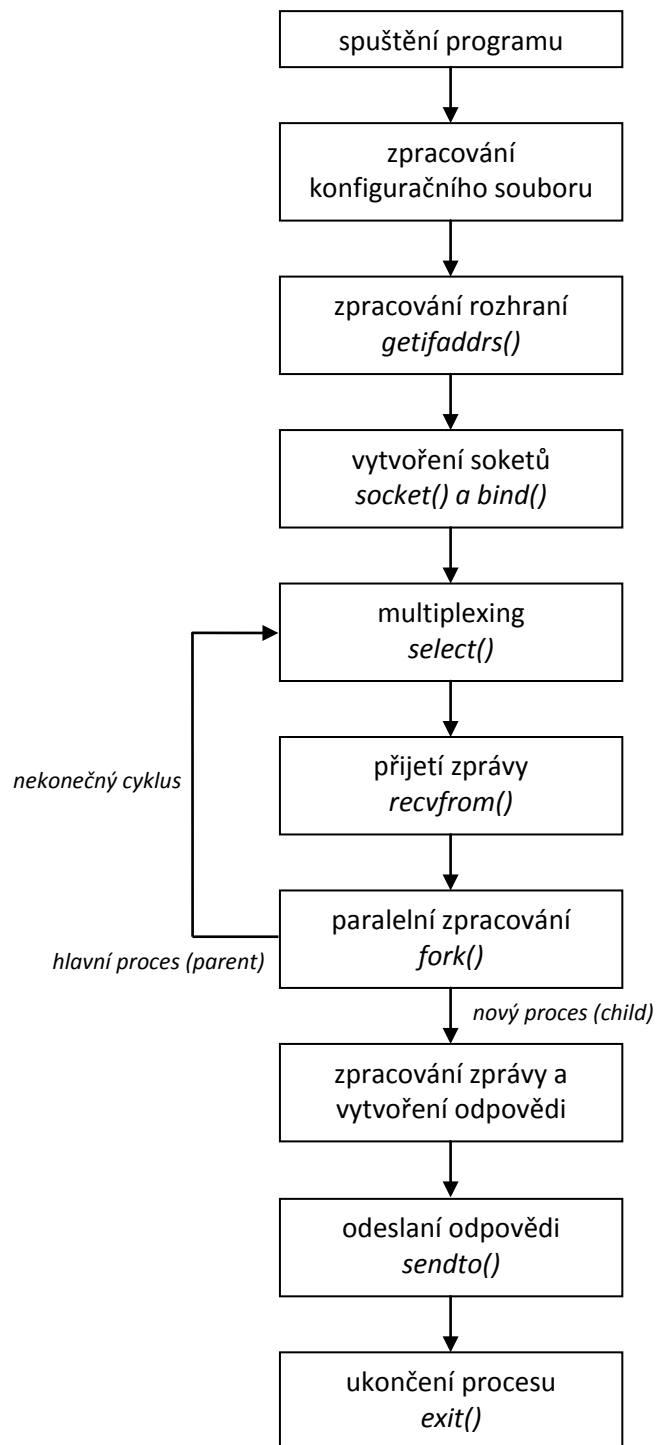 spuštění programu
zpracování
konfiguračního souboru
zpracování rozhraní
getifaddrs()
vytvoření soketů
socket() a bind()
multiplexing
select()
nekonečný cyklus
přijetí zprávy
recvfrom()
paralelní zpracování
fork()
hlavní proces (parent)
nový proces (child)
zpracování zprávy a
vytvoření odpovědi
odeslaní odpovědi
sendto()
ukončení procesu
exit()